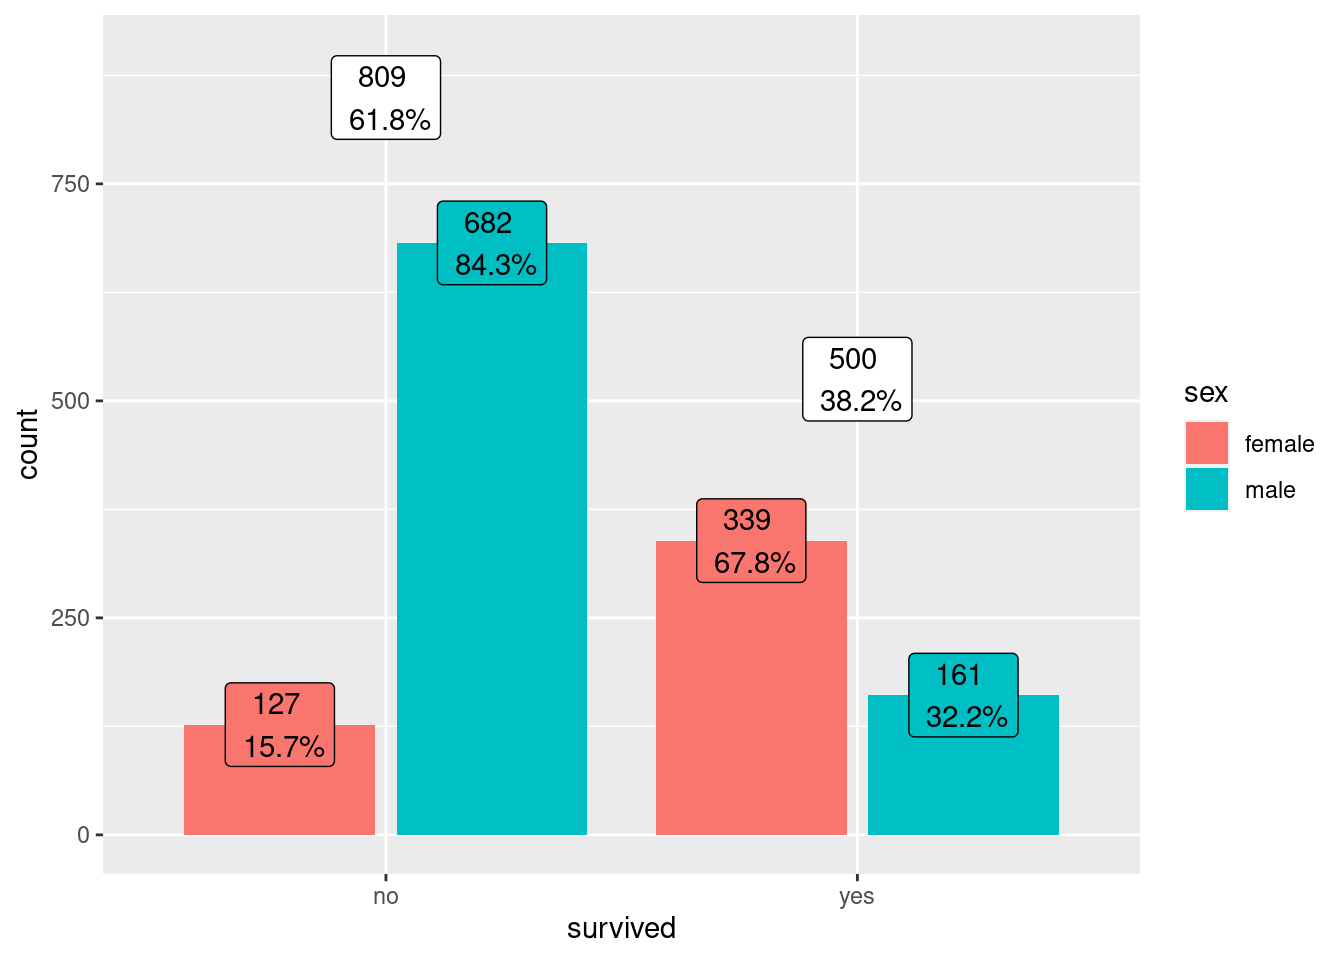 809
61.8%
750
682
84.3%
500
38.2%
500
sex
female
male
count
339
67.8%
250
161
32.2%
127
15.7%
0
no
yes
survived